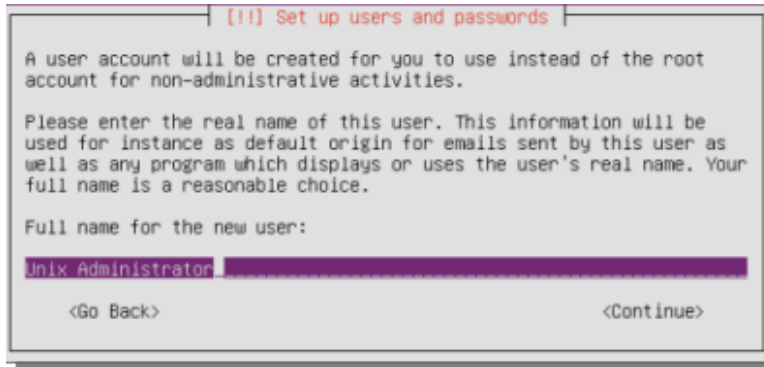 [!!] Set up users and passwords
A user account will be created for you to use instead of the root
account for non-administrative activities.
Please enter the real name of this user. This information will be
used for instance as default origin for emails sent by this user as
well as any program which displays or uses the user's real name. Your
full name is a reasonable choice.
Full name for the new user:
Unix Administrator
<Go Back> <Continue>